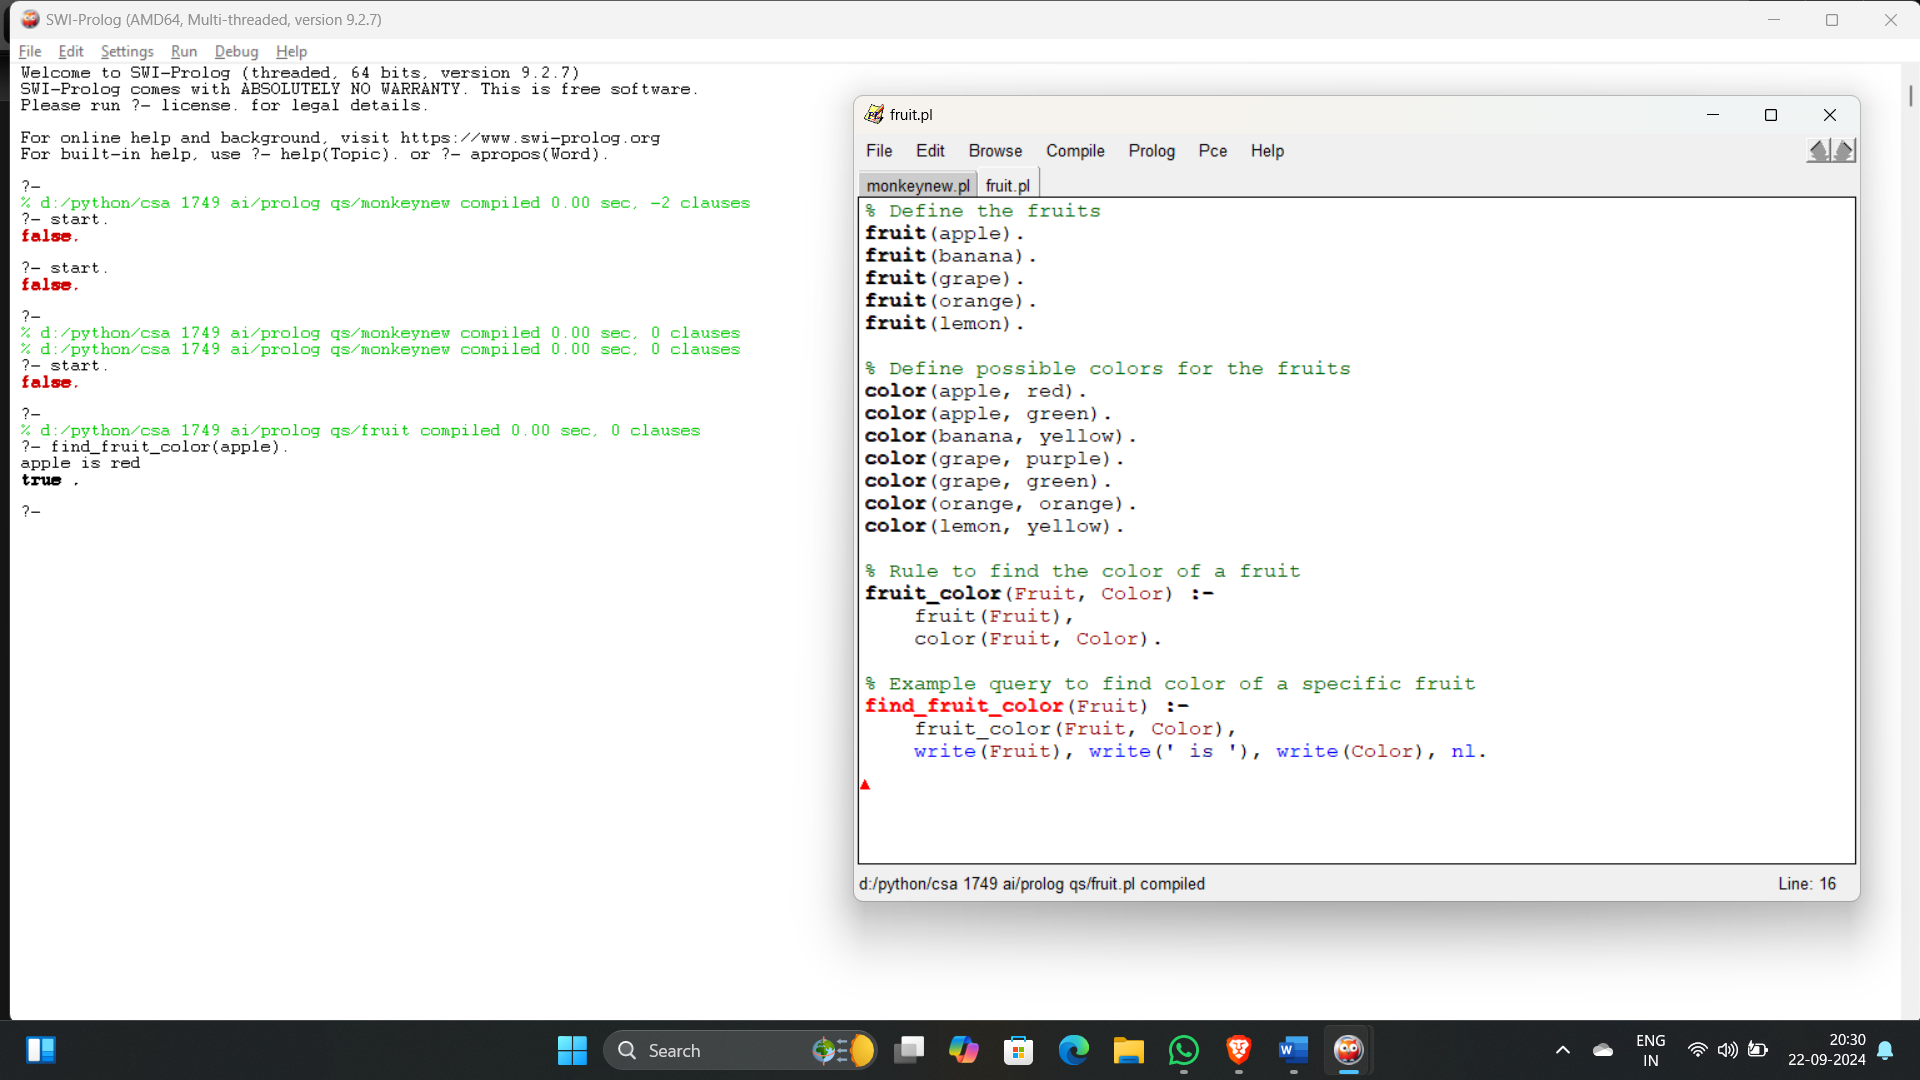 SWI-Prolog (AMD64, Multi-threaded, version 9.2.7)
File Edit Settings Run Debug Help
Welcome to SWI-Prolog (threaded, 64 bits, version 9.2.7)
SWI-Prolog comes with ABSOLUTELY NO WARRANTY. This is free software.
Please run ?- license. for legal details.
For online help and background, visit https://www.swi-prolog.org
For built-in help, use ?- help(Topic). or ?- apropos(Word).
?-
% d:/python/csa 1749 ai/prolog qs/monkeynew compiled 0.00 sec, -2 clauses
?- start.
false.
?- start.
false.
?-
% d:/python/csa 1749 ai/prolog qs/monkeynew compiled 0.00 sec, 0 clauses
% d:/python/csa 1749 ai/prolog qs/monkeynew compiled 0.00 sec, 0 clauses
?- start.
false.
?-
% d:/python/csa 1749 ai/prolog qs/fruit compiled 0.00 sec, 0 clauses
?- find_fruit_color(apple).
apple is red
true .
?-
fruit.pl
File Edit Browse Compile Prolog Pce Help
monkeynew.pl fruit.pl
% Define the fruits
fruit(apple).
fruit(banana).
fruit(grape).
fruit(orange).
fruit(lemon).
% Define possible colors for the fruits
color(apple, red).
color(apple, green).
color(banana, yellow).
color(grape, purple).
color(grape, green).
color(orange, orange).
color(lemon, yellow).
% Rule to find the color of a fruit
fruit_color(Fruit, Color) :-
    fruit(Fruit),
    color(Fruit, Color).
% Example query to find color of a specific fruit
find_fruit_color(Fruit) :-
    fruit_color(Fruit, Color),
    write(Fruit), write(' is '), write(Color), nl.
d:/python/csa 1749 ai/prolog qs/fruit.pl compiled
Line: 16
Search
ENG
IN
20:30
22-09-2024